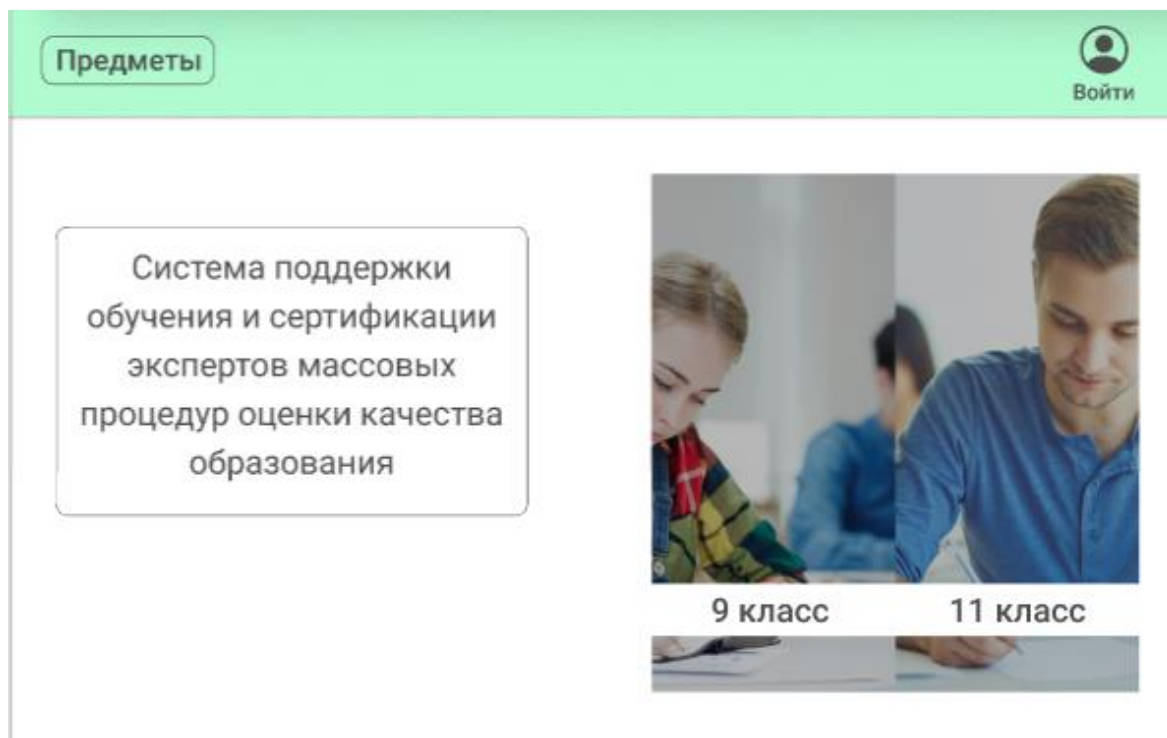 Предметы
Войти
Система поддержки
обучения и сертификации
экспертов массовых
процедур оценки качества
образования
9 класс
11 класс